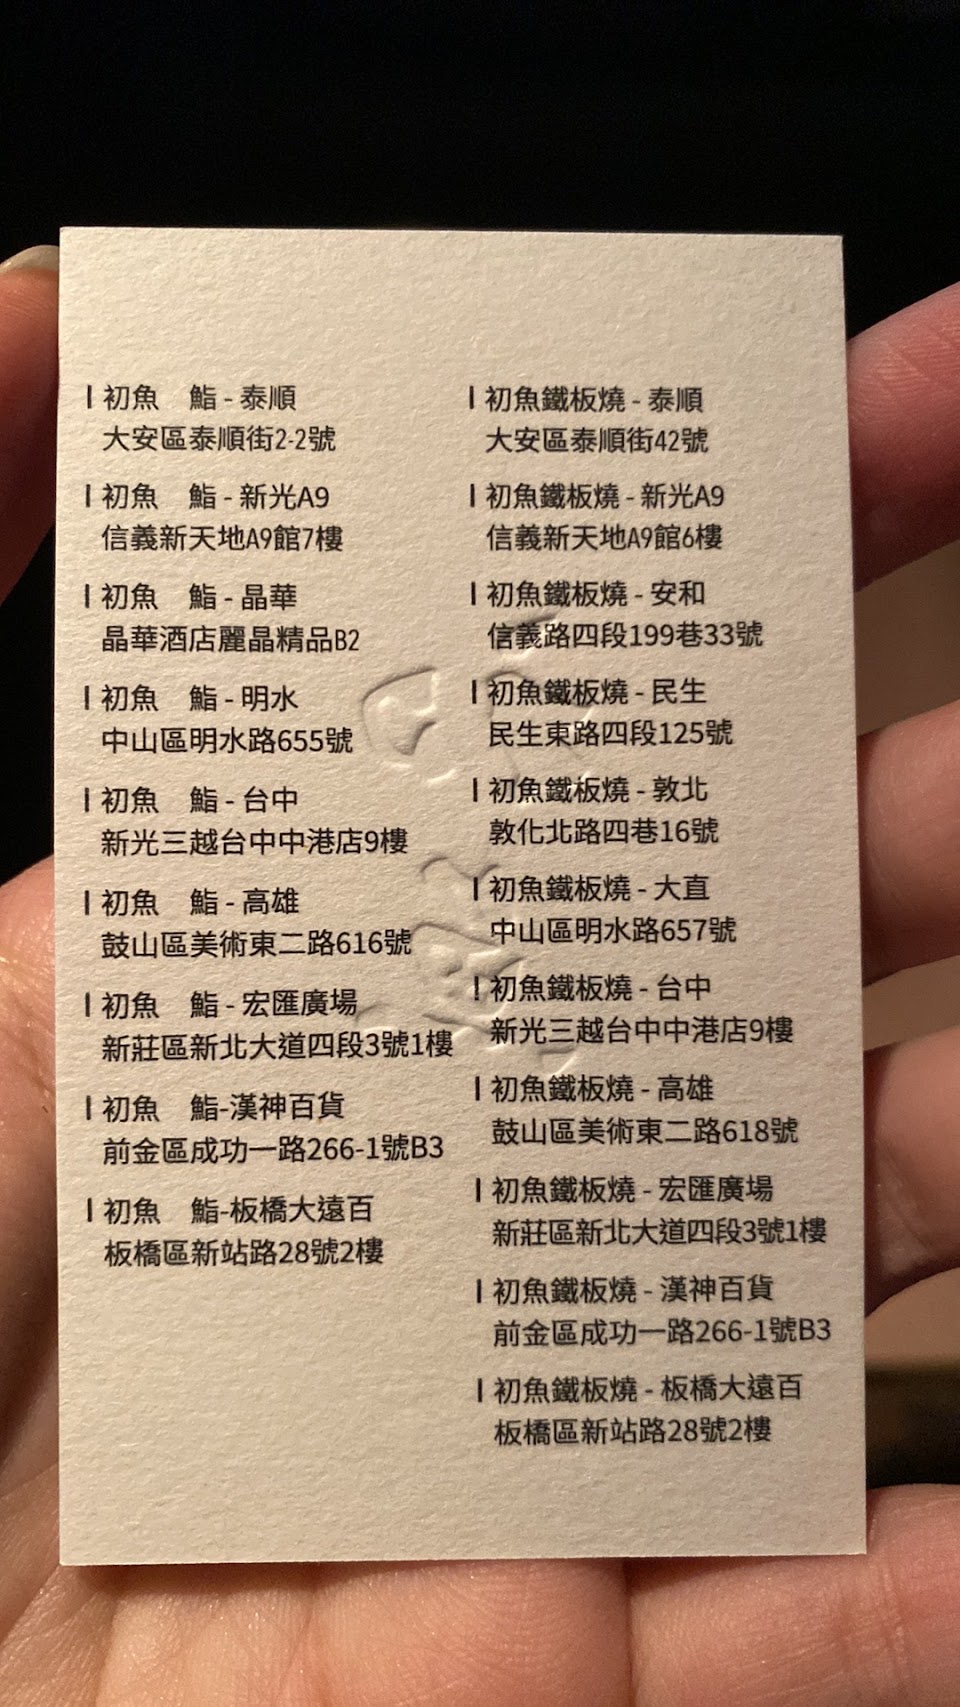 初魚　鮨 - 泰順
大安區泰順街2-2號
初魚　鮨 - 新光A9
信義新天地A9館7樓
初魚　鮨 - 晶華
晶華酒店麗晶精品B2
初魚　鮨 - 明水
中山區明水路655號
初魚　鮨 - 台中
新光三越台中中港店9樓
初魚　鮨 - 高雄
鼓山區美術東二路616號
初魚　鮨 - 宏匯廣場
新莊區新北大道四段3號1樓
初魚　鮨-漢神百貨
前金區成功一路266-1號B3
初魚　鮨-板橋大遠百
板橋區新站路28號2樓
初魚鐵板燒 - 泰順
大安區泰順街42號
初魚鐵板燒 - 新光A9
信義新天地A9館6樓
初魚鐵板燒 - 安和
信義路四段199巷33號
初魚鐵板燒 - 民生
民生東路四段125號
初魚鐵板燒 - 敦北
敦化北路四巷16號
初魚鐵板燒 - 大直
中山區明水路657號
初魚鐵板燒 - 台中
新光三越台中中港店9樓
初魚鐵板燒 - 高雄
鼓山區美術東二路618號
初魚鐵板燒 - 宏匯廣場
新莊區新北大道四段3號1樓
初魚鐵板燒 - 漢神百貨
前金區成功一路266-1號B3
初魚鐵板燒 - 板橋大遠百
板橋區新站路28號2樓